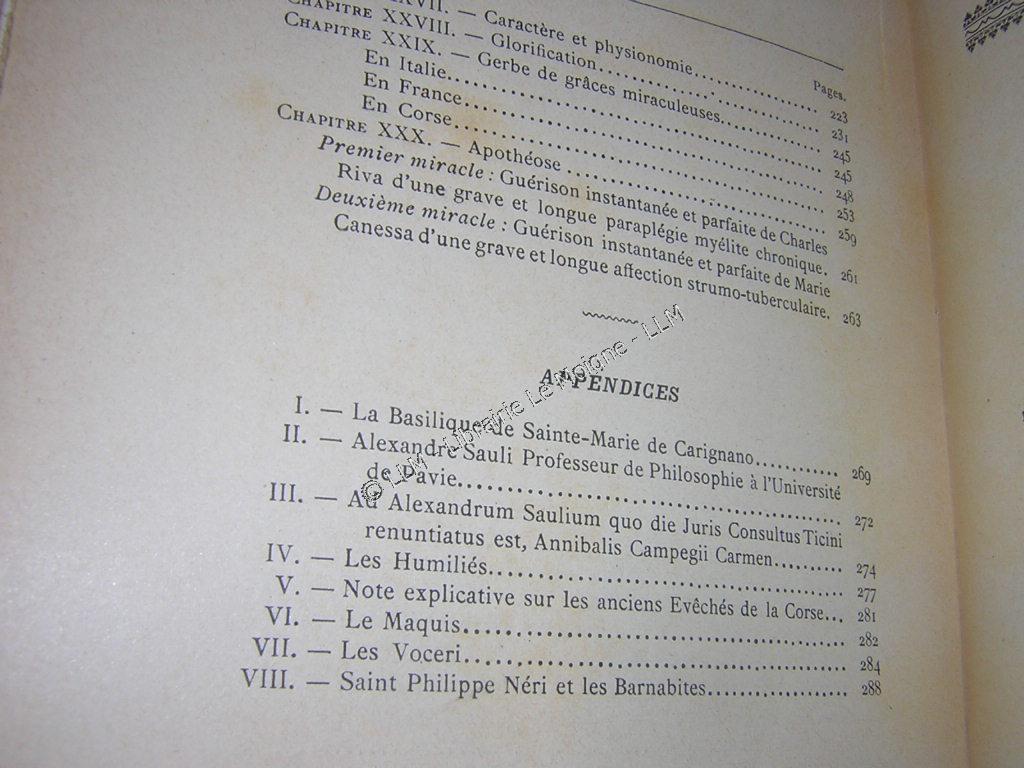 Pages.
XVII. — Caractère et physionomie.................. 223
CHAPITRE XXVIII. — Glorification.................. 231
CHAPITRE XXIX. — Gerbe de grâces miraculeuses.................. 245
En Italie.................. 245
En France.................. 248
En Corse.................. 253
CHAPITRE XXX. — Apothéose.................. 259
Premier miracle : Guérison instantanée et parfaite de Charles
Riva d'une grave et longue paraplégie myélite chronique. 261
Deuxième miracle : Guérison instantanée et parfaite de Marie
Canessa d'une grave et longue affection strumo-tuberculaire. 263
APPENDICES
I. — La Basilique de Sainte-Marie de Carignano............ 269
II. — Alexandre Sauli Professeur de Philosophie à l'Université
de Pavie.................. 272
III. — Ad Alexandrum Saulium quo die Juris Consultus Ticini
renuntiatus est, Annibalis Campegii Carmen.......... 274
IV. — Les Humiliés.................. 277
V. — Note explicative sur les anciens Evêchés de la Corse... 281
VI. — Le Maquis.................. 282
VII. — Les Voceri.................. 284
VIII. — Saint Philippe Néri et les Barnabites.................. 288
© LLM - Librairie Le Moigne - LLM